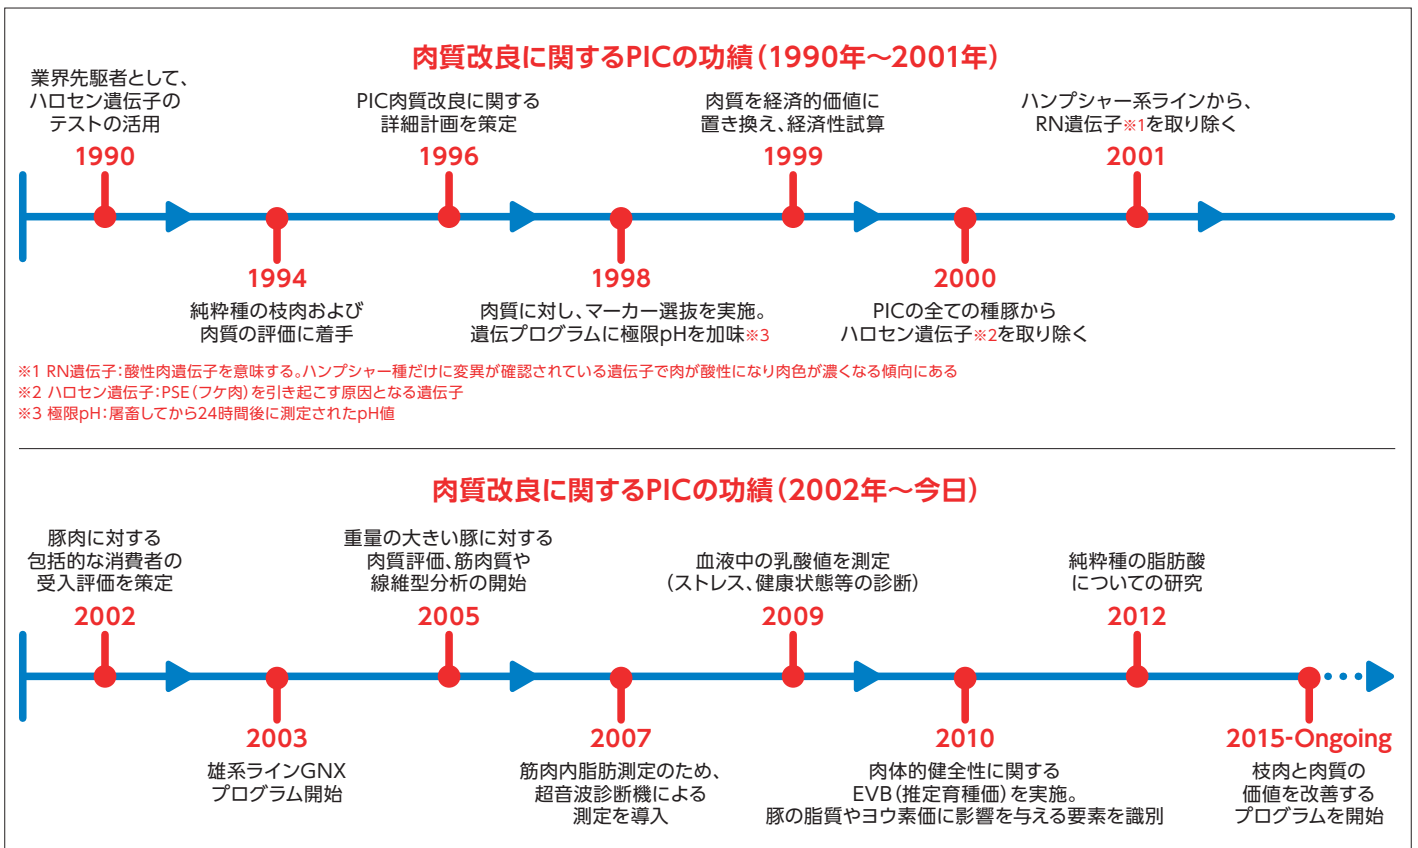 肉質改良に関するPICの功績（1990年〜2001年）
業界先駆者として、
ハロセン遺伝子の
テストの活用
1990
PIC肉質改良に関する
詳細計画を策定
1996
肉質を経済的価値に
置き換え、経済性試算
1999
ハンプシャー系ラインから、
RN遺伝子※1を取り除く
2001
1994
純粋種の枝肉および
肉質の評価に着手
1998
肉質に対し、マーカー選抜を実施。
遺伝プログラムに極限pHを加味※3
2000
PICの全ての種豚から
ハロセン遺伝子※2を取り除く
※1 RN遺伝子：酸性肉遺伝子を意味する。ハンプシャー種だけに変異が確認されている遺伝子で肉が酸性になり肉色が濃くなる傾向にある
※2 ハロセン遺伝子：PSE（フケ肉）を引き起こす原因となる遺伝子
※3 極限pH：屠畜してから24時間後に測定されたpH値
肉質改良に関するPICの功績（2002年〜今日）
豚肉に対する
包括的な消費者の
受入評価を策定
2002
重量の大きい豚に対する
肉質評価、筋肉質や
線維型分析の開始
2005
血液中の乳酸値を測定
（ストレス、健康状態等の診断）
2009
純粋種の脂肪酸
についての研究
2012
2003
雄系ラインGNX
プログラム開始
2007
筋肉内脂肪測定のため、
超音波診断機による
測定を導入
2010
肉体的健全性に関する
EVB（推定育種価）を実施。
豚の脂質やヨウ素価に影響を与える要素を識別
2015-Ongoing
枝肉と肉質の
価値を改善する
プログラムを開始